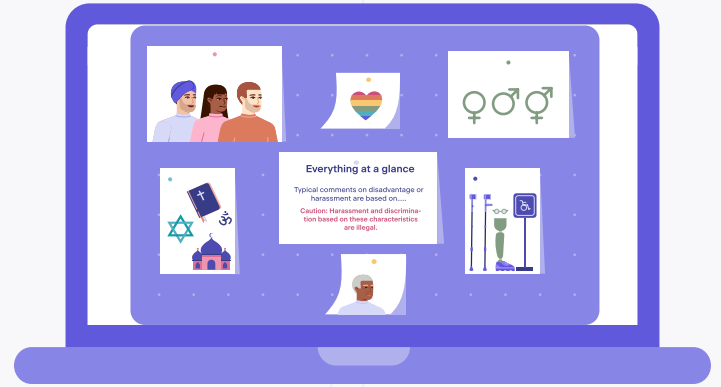 Everything at a glance
Typical comments on disadvantage or
harassment are based on.....
Caution: Harassment and discrimina-
tion based on these characteristics
are illegal.
ॐ